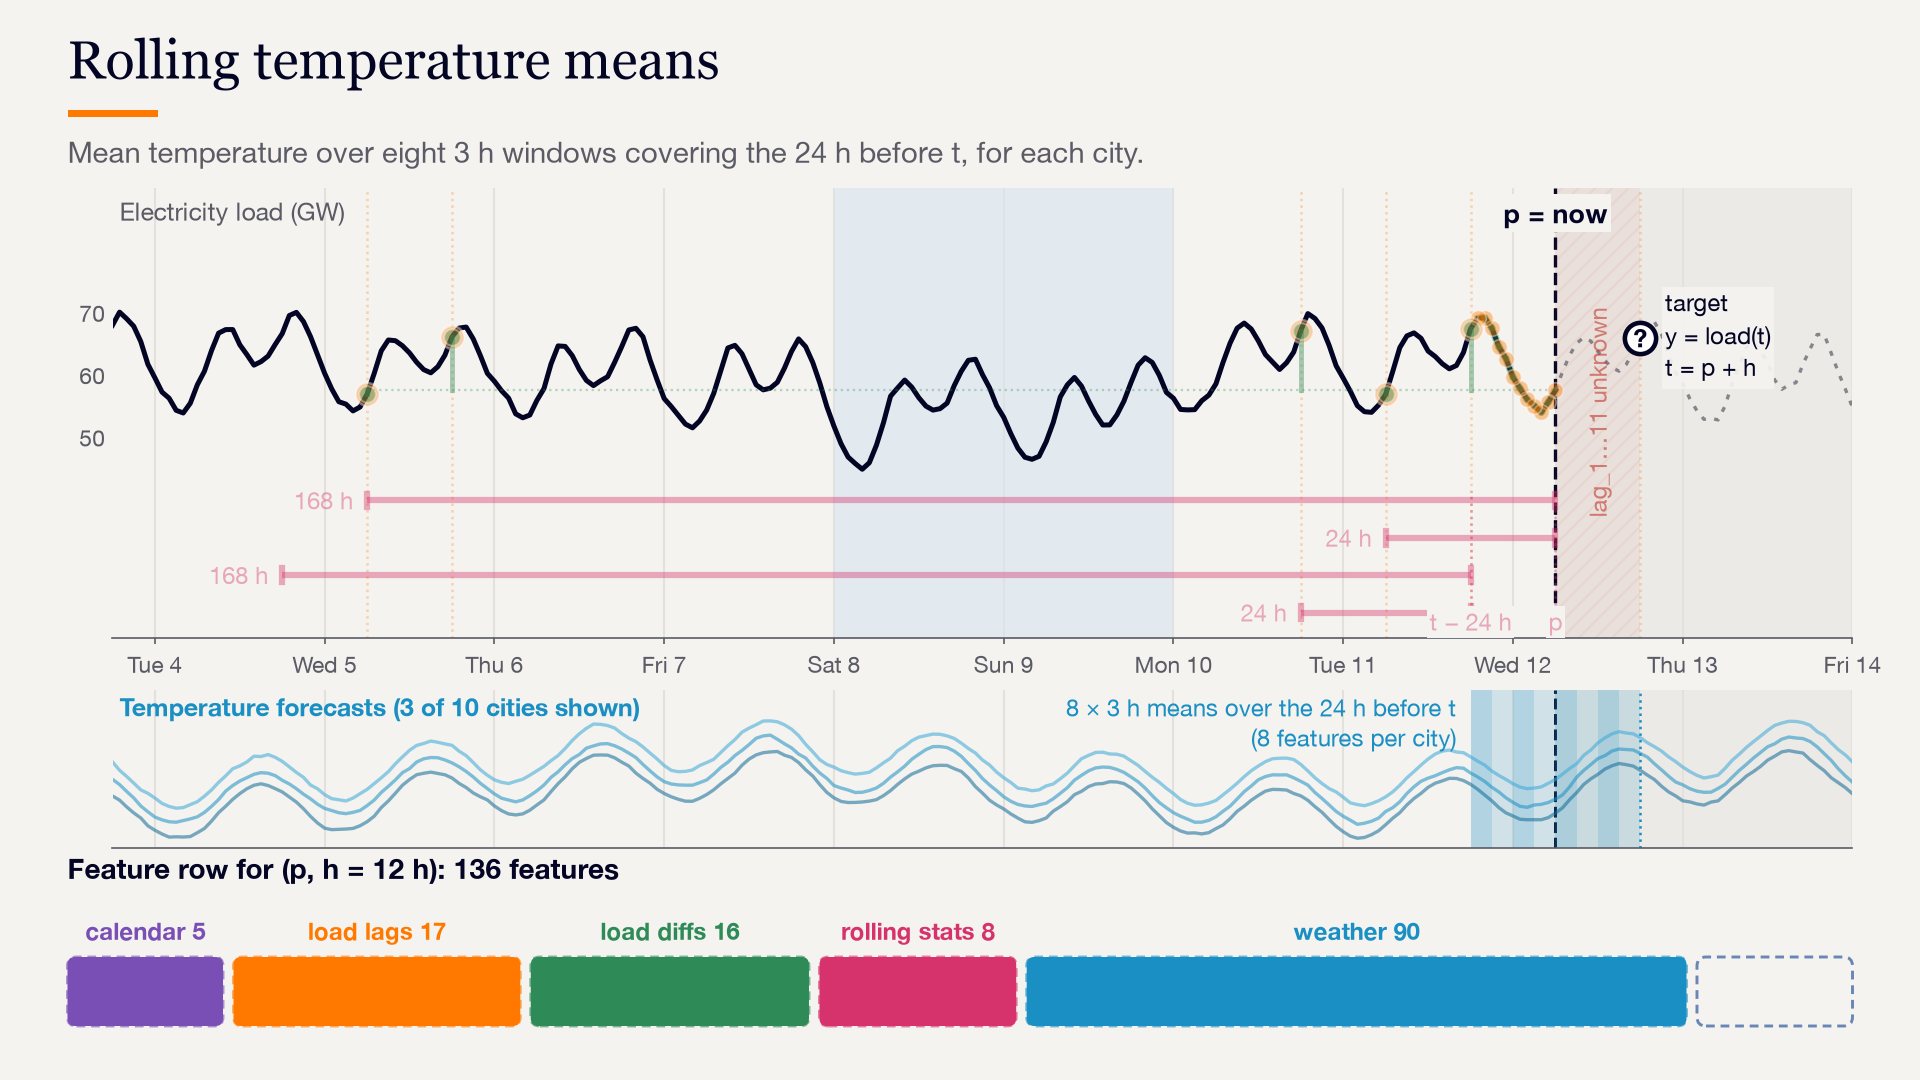 Rolling temperature means
Mean temperature over eight 3 h windows covering the 24 h before t, for each city.
Electricity load (GW)
p = now
70
60
50
target
y = load(t)
t = p + h
?
lag_1…11 unknown
168 h
24 h
168 h
24 h
t − 24 h
p
Tue 4
Wed 5
Thu 6
Fri 7
Sat 8
Sun 9
Mon 10
Tue 11
Wed 12
Thu 13
Fri 14
Temperature forecasts (3 of 10 cities shown)
8 × 3 h means over the 24 h before t
(8 features per city)
Feature row for (p, h = 12 h): 136 features
calendar 5
load lags 17
load diffs 16
rolling stats 8
weather 90